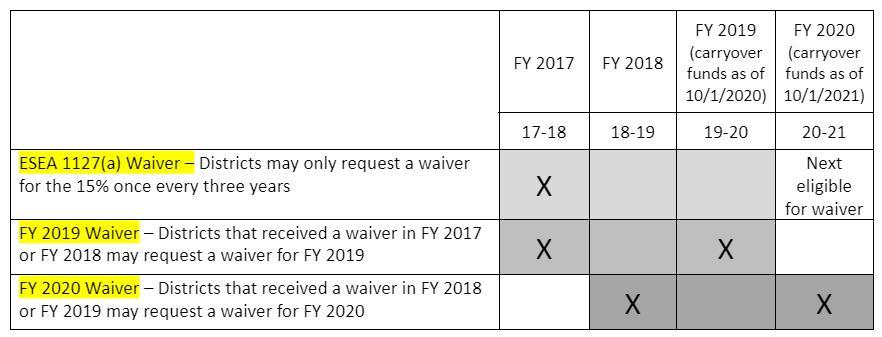 FY 2017
FY 2018
FY 2019
(carryover
funds as of
10/1/2020)
FY 2020
(carryover
funds as of
10/1/2021)
17-18
18-19
19-20
20-21
ESEA 1127(a) Waiver – Districts may only request a waiver
for the 15% once every three years
X
Next
eligible
for waiver
FY 2019 Waiver – Districts that received a waiver in FY 2017
or FY 2018 may request a waiver for FY 2019
X
X
FY 2020 Waiver – Districts that received a waiver in FY 2018
or FY 2019 may request a waiver for FY 2020
X
X